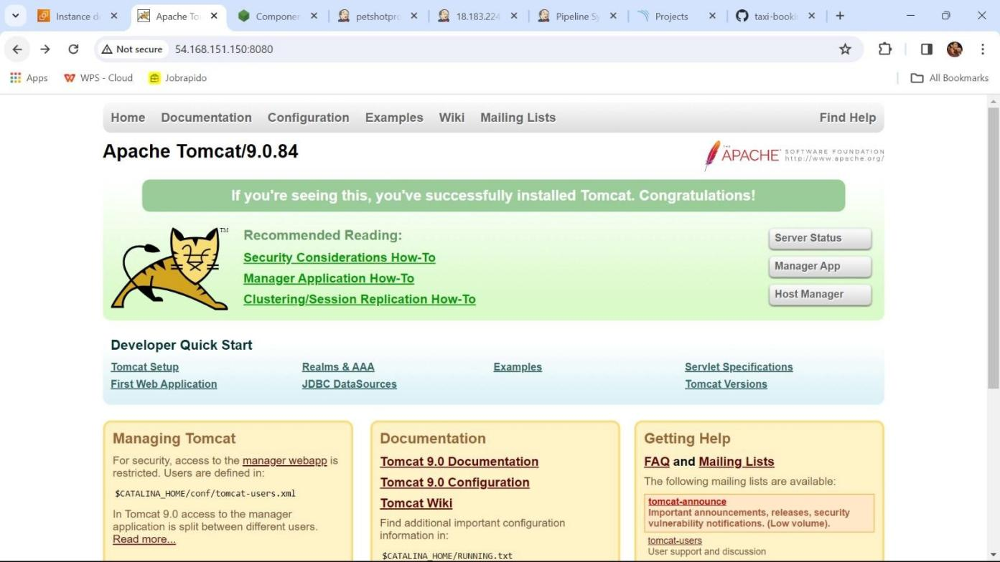 Instance de
Apache To
Componen
petshotpro
18.183.224
Pipeline Sy
Projects
taxi-booki
Not secure 54.168.151.150:8080
Apps WPS - Cloud Jobrapido All Bookmarks
Home Documentation Configuration Examples Wiki Mailing Lists Find Help
Apache Tomcat/9.0.84
THE APACHE SOFTWARE FOUNDATION
http://www.apache.org/
If you're seeing this, you've successfully installed Tomcat. Congratulations!
TM
Recommended Reading:
Security Considerations How-To
Manager Application How-To
Clustering/Session Replication How-To
Server Status
Manager App
Host Manager
Developer Quick Start
Tomcat Setup
First Web Application
Realms & AAA
JDBC DataSources
Examples
Servlet Specifications
Tomcat Versions
Managing Tomcat
For security, access to the manager webapp is
restricted. Users are defined in:
$CATALINA_HOME/conf/tomcat-users.xml
In Tomcat 9.0 access to the manager
application is split between different users.
Read more...
Documentation
Tomcat 9.0 Documentation
Tomcat 9.0 Configuration
Tomcat Wiki
Find additional important configuration
information in:
$CATALINA_HOME/RUNNING.txt
Getting Help
FAQ and Mailing Lists
The following mailing lists are available:
tomcat-announce
Important announcements, releases, security
vulnerability notifications. (Low volume).
tomcat-users
User support and discussion